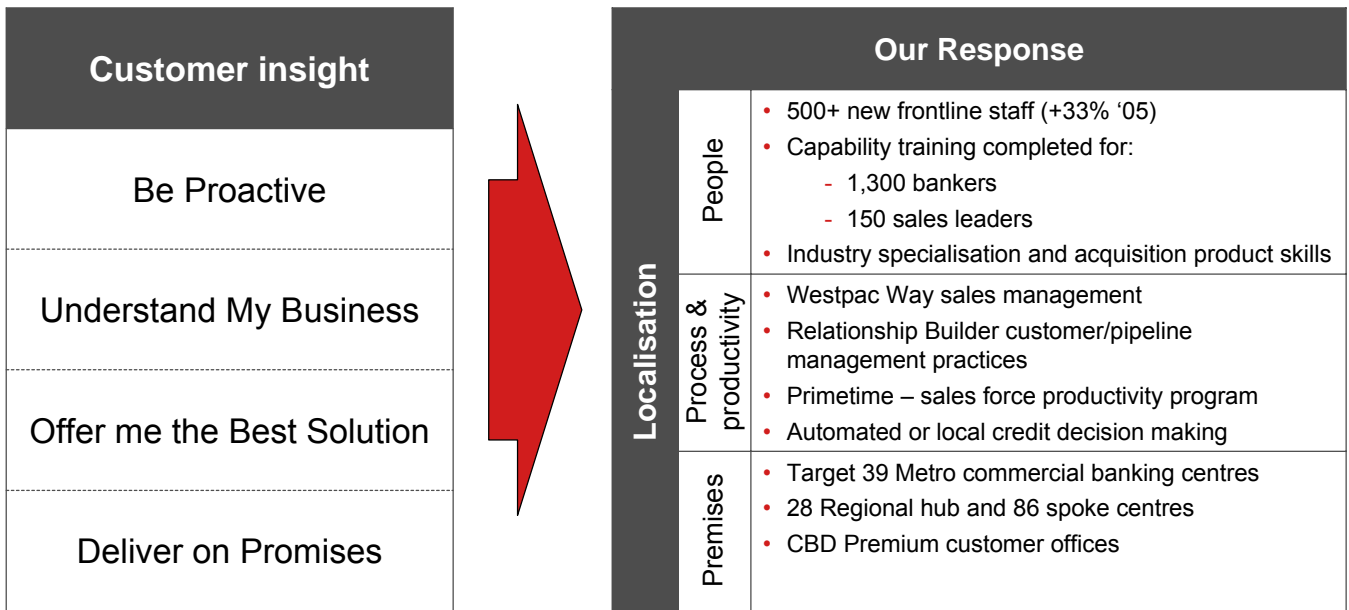 Customer insight
Be Proactive
Understand My Business
Offer me the Best Solution
Deliver on Promises
Our Response
Localisation
People
• 500+ new frontline staff (+33% ‘05)
• Capability training completed for:
- 1,300 bankers
- 150 sales leaders
• Industry specialisation and acquisition product skills
Process &
productivity
• Westpac Way sales management
• Relationship Builder customer/pipeline
management practices
• Primetime – sales force productivity program
• Automated or local credit decision making
Premises
• Target 39 Metro commercial banking centres
• 28 Regional hub and 86 spoke centres
• CBD Premium customer offices